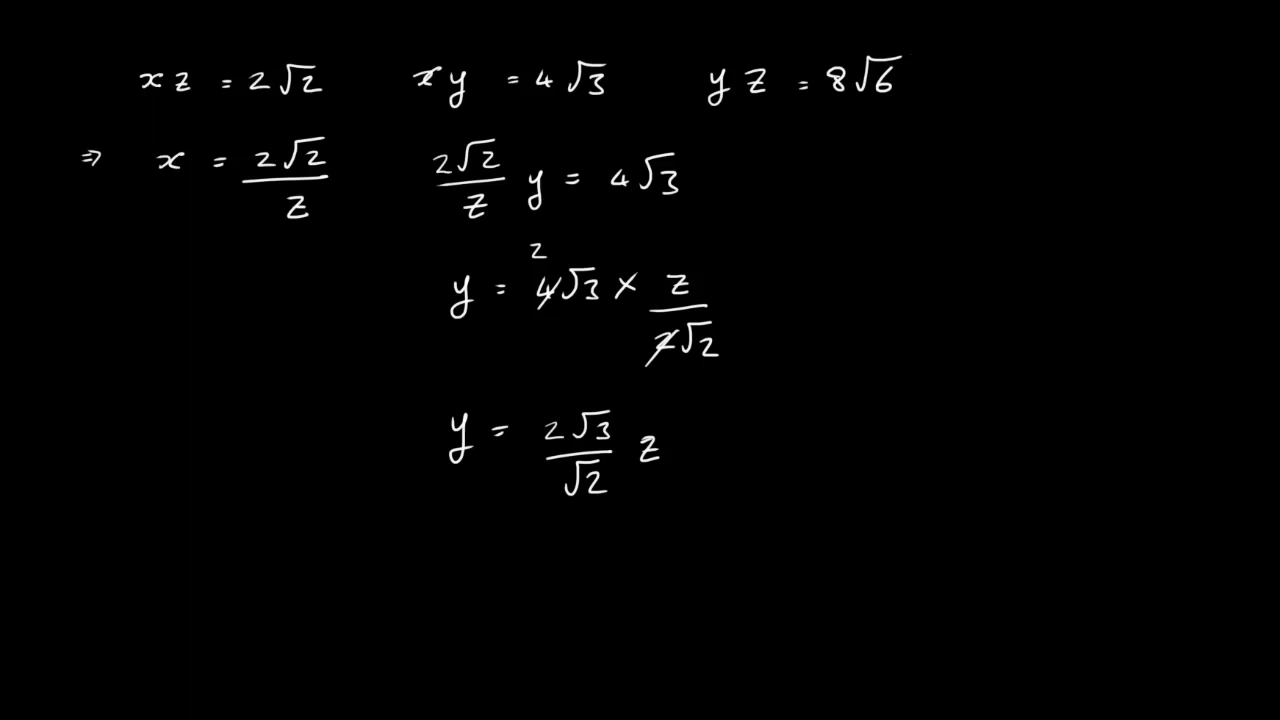 xz = 2√2    xy = 4√3    yz = 8√6
⇒ x = 2√2/z    2√2/z y = 4√3
2
y = 4√3 × z/2√2
y = 2√3/√2 z